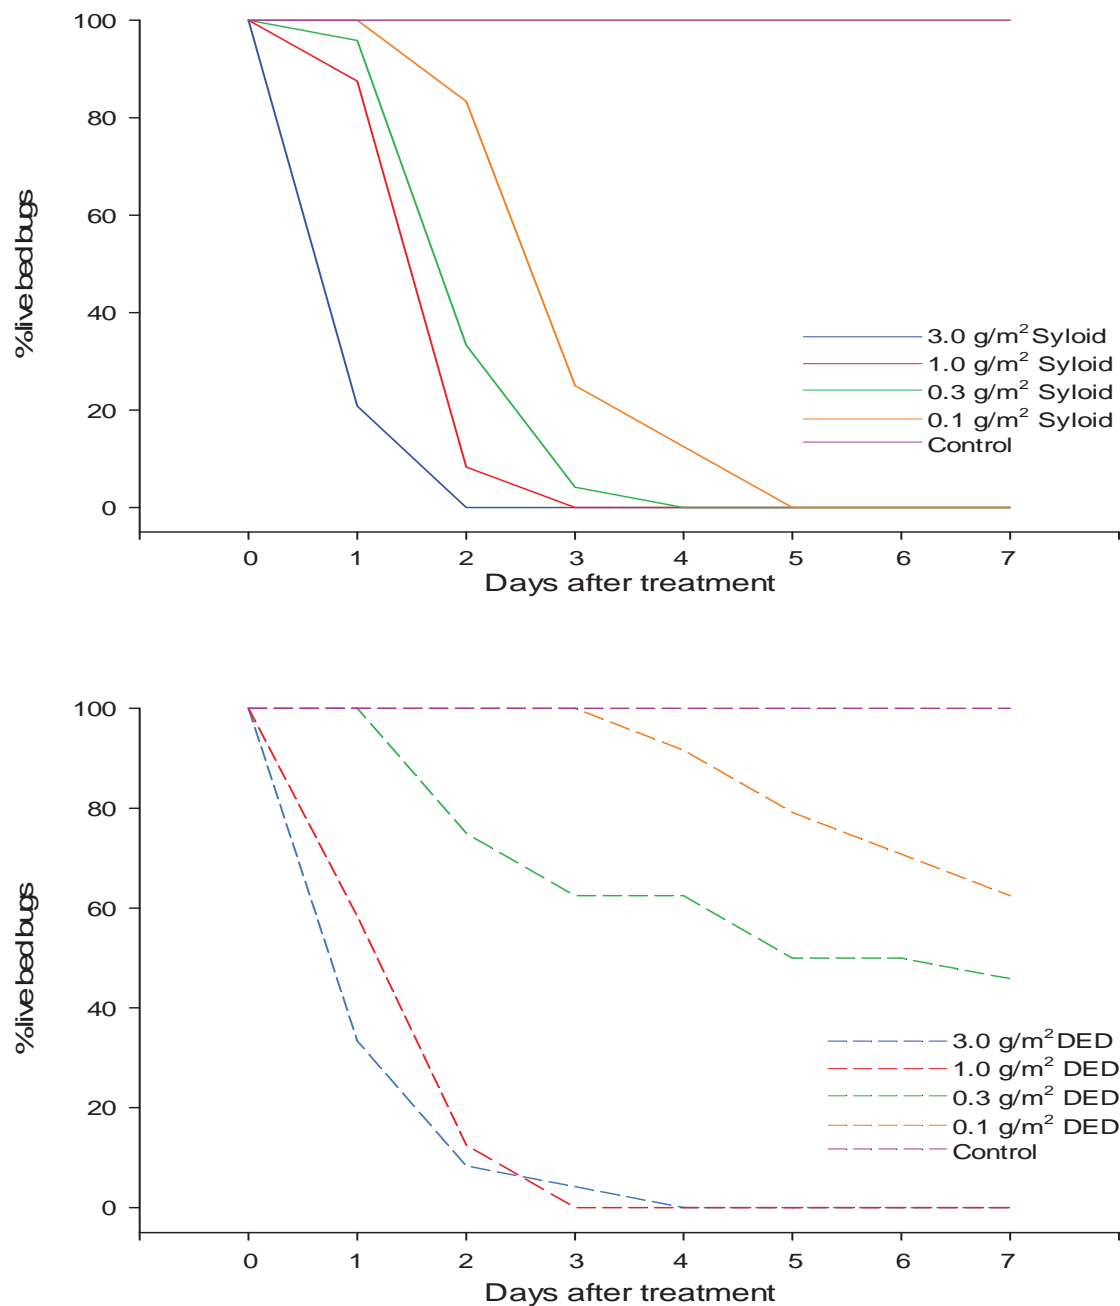 100
80
60
40
20
0
%live bed bugs
3.0 g/m² Syloid
1.0 g/m² Syloid
0.3 g/m² Syloid
0.1 g/m² Syloid
Control
0 1 2 3 4 5 6 7
Days after treatment
100
80
60
40
20
0
%live bed bugs
3.0 g/m² DED
1.0 g/m² DED
0.3 g/m² DED
0.1 g/m² DED
Control
0 1 2 3 4 5 6 7
Days after treatment